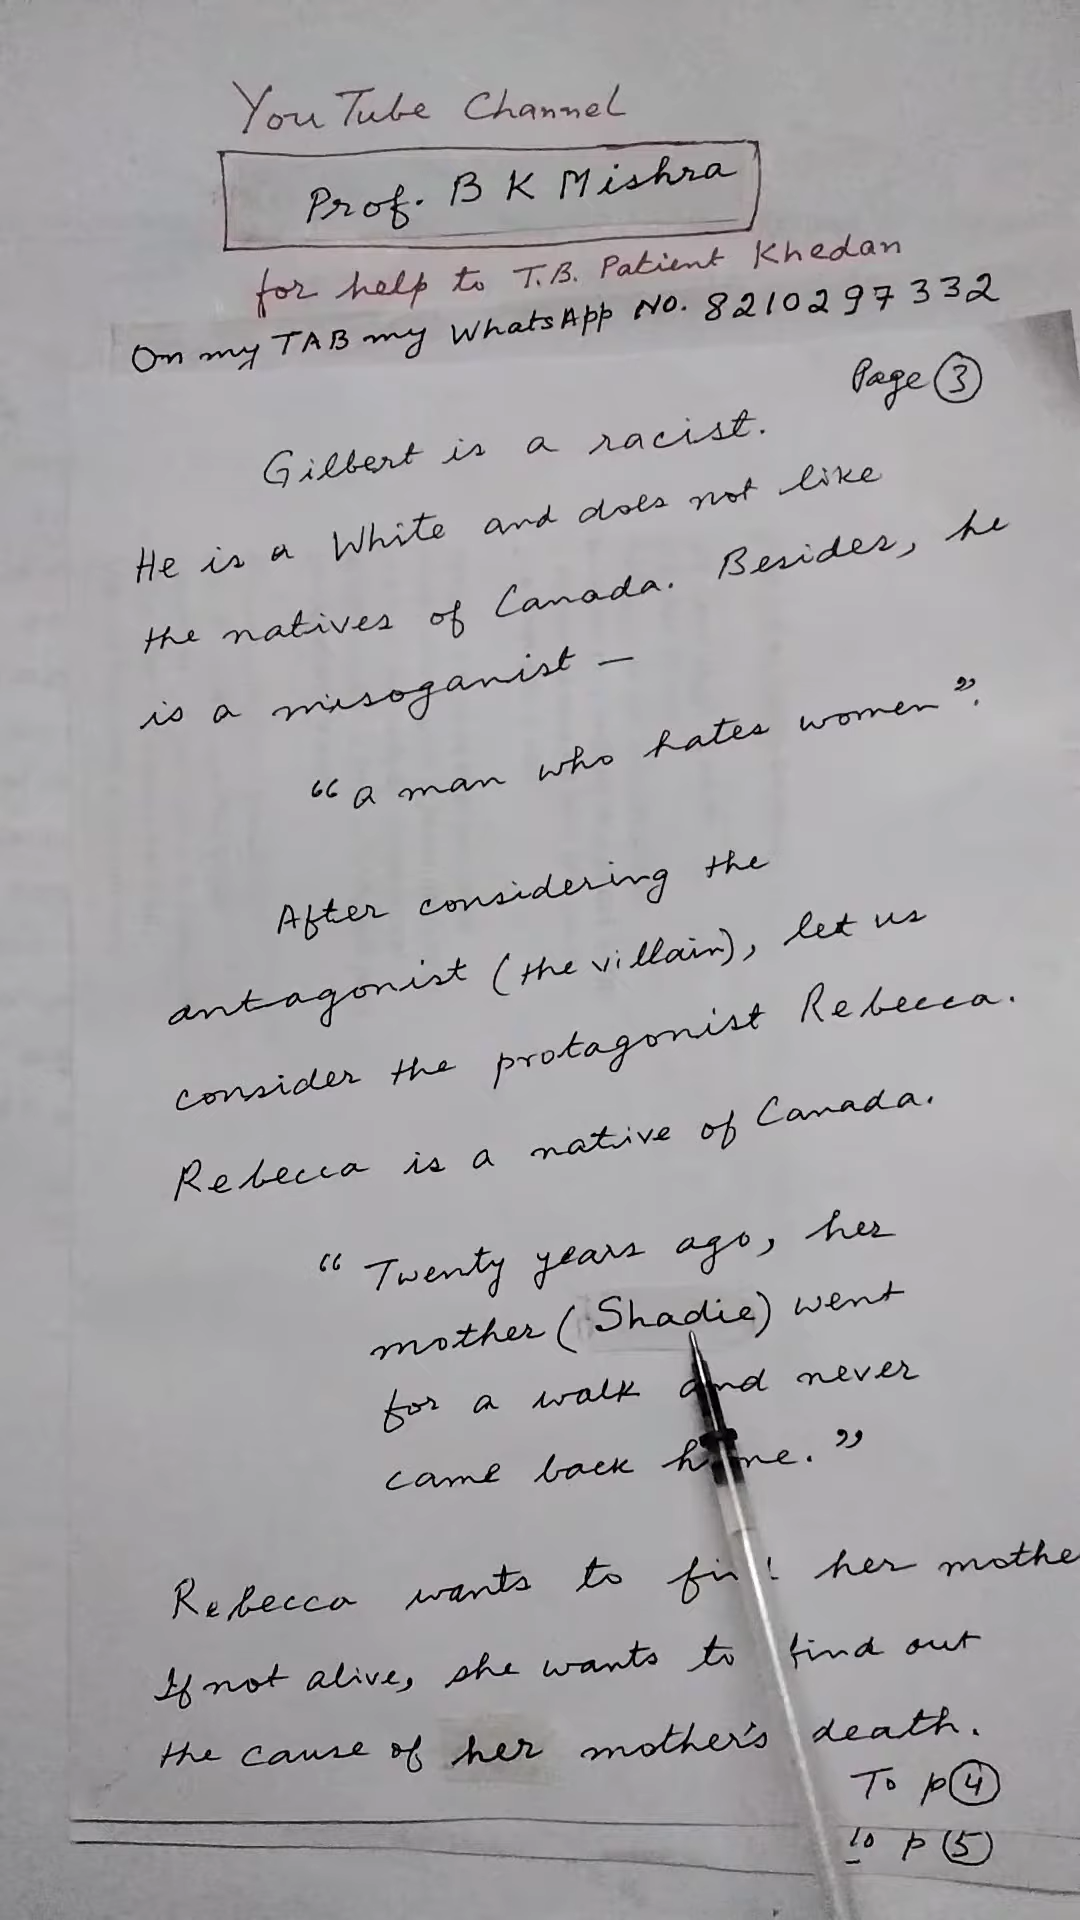 YouTube Channel
Prof. B K Mishra
for help to T.B. Patient Khedan
On my TAB my WhatsApp No. 8210297332
Page 3
Gilbert is a racist.
He is a White and does not like
the natives of Canada. Besides, he
is a misoganist —
"a man who hates women".
After considering the
antagonist (the villain), let us
consider the protagonist Rebecca.
Rebecca is a native of Canada.
"Twenty years ago, her
mother (Shadie) went
for a walk and never
came back home."
Rebecca wants to find her mothe
If not alive, she wants to find out
the cause of her mother's death.
To p 4
to p 5